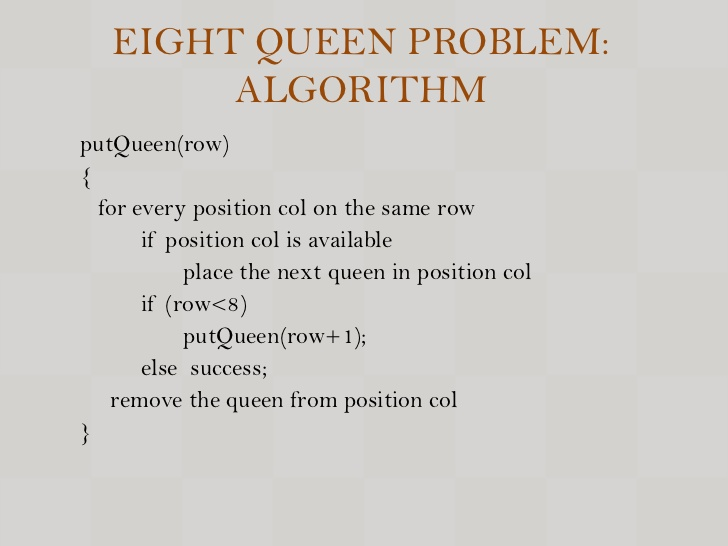 EIGHT QUEEN PROBLEM:
ALGORITHM
putQueen(row)
{
for every position col on the same row
if position col is available
place the next queen in position col
if (row<8)
putQueen(row+1);
else success;
remove the queen from position col
}